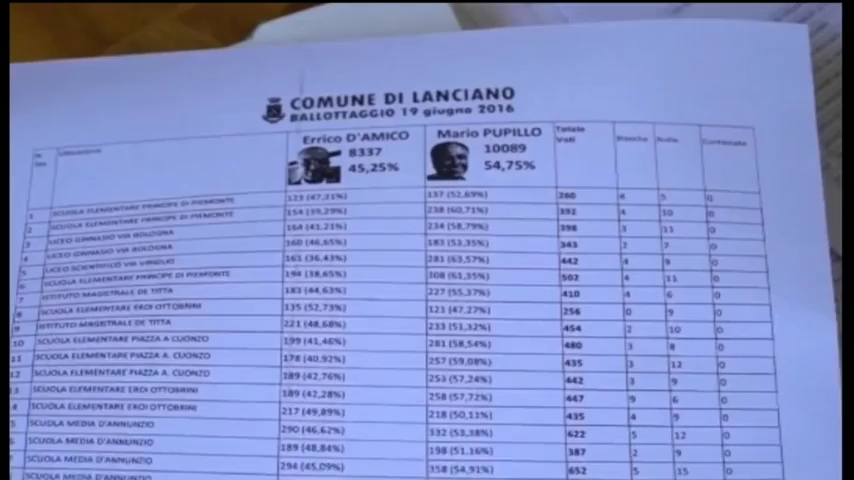 COMUNE DI LANCIANO
BALLOTTAGGIO 19 giugno 2016
N. Ubicazione Errico D'AMICO 8337 45,25% Mario PUPILLO 10089 54,75% Totale Voti Bianche Nulle Contestate
1 SCUOLA ELEMENTARE PRINCIPE DI PIEMONTE 123 (47,31%) 137 (52,69%) 260 4 5 0
2 SCUOLA ELEMENTARE PRINCIPE DI PIEMONTE 154 (39,29%) 238 (60,71%) 392 4 10 0
3 LICEO GINNASIO VIA BOLOGNA 164 (41,21%) 234 (58,79%) 398 3 13 0
4 LICEO GINNASIO VIA BOLOGNA 160 (46,65%) 183 (53,35%) 343 2 7 0
5 LICEO SCIENTIFICO VIA VIRGILIO 161 (36,43%) 281 (63,57%) 442 4 9 0
6 SCUOLA ELEMENTARE PRINCIPE DI PIEMONTE 194 (38,65%) 308 (61,35%) 502 4 11 0
7 ISTITUTO MAGISTRALE DE TITTA 183 (44,63%) 227 (55,37%) 410 4 6 0
8 SCUOLA ELEMENTARE EROI OTTOBRINI 135 (52,73%) 121 (47,27%) 256 0 9 0
9 ISTITUTO MAGISTRALE DE TITTA 221 (48,68%) 233 (51,32%) 454 2 10 0
10 SCUOLA ELEMENTARE PIAZZA A. CUONZO 199 (41,46%) 281 (58,54%) 480 3 8 0
11 SCUOLA ELEMENTARE PIAZZA A. CUONZO 178 (40,92%) 257 (59,08%) 435 3 12 0
12 SCUOLA ELEMENTARE PIAZZA A. CUONZO 189 (42,76%) 253 (57,24%) 442 3 9 0
13 SCUOLA ELEMENTARE EROI OTTOBRINI 189 (42,28%) 258 (57,72%) 447 9 6 0
4 SCUOLA ELEMENTARE EROI OTTOBRINI 217 (49,89%) 218 (50,11%) 435 4 9 0
5 SCUOLA MEDIA D'ANNUNZIO 290 (46,62%) 332 (53,38%) 622 5 12 0
6 SCUOLA MEDIA D'ANNUNZIO 189 (48,84%) 198 (51,16%) 387 2 9 0
7 SCUOLA MEDIA D'ANNUNZIO 294 (45,09%) 358 (54,91%) 652 5 15 0
8 SCUOLA MEDIA D'ANNUNZIO